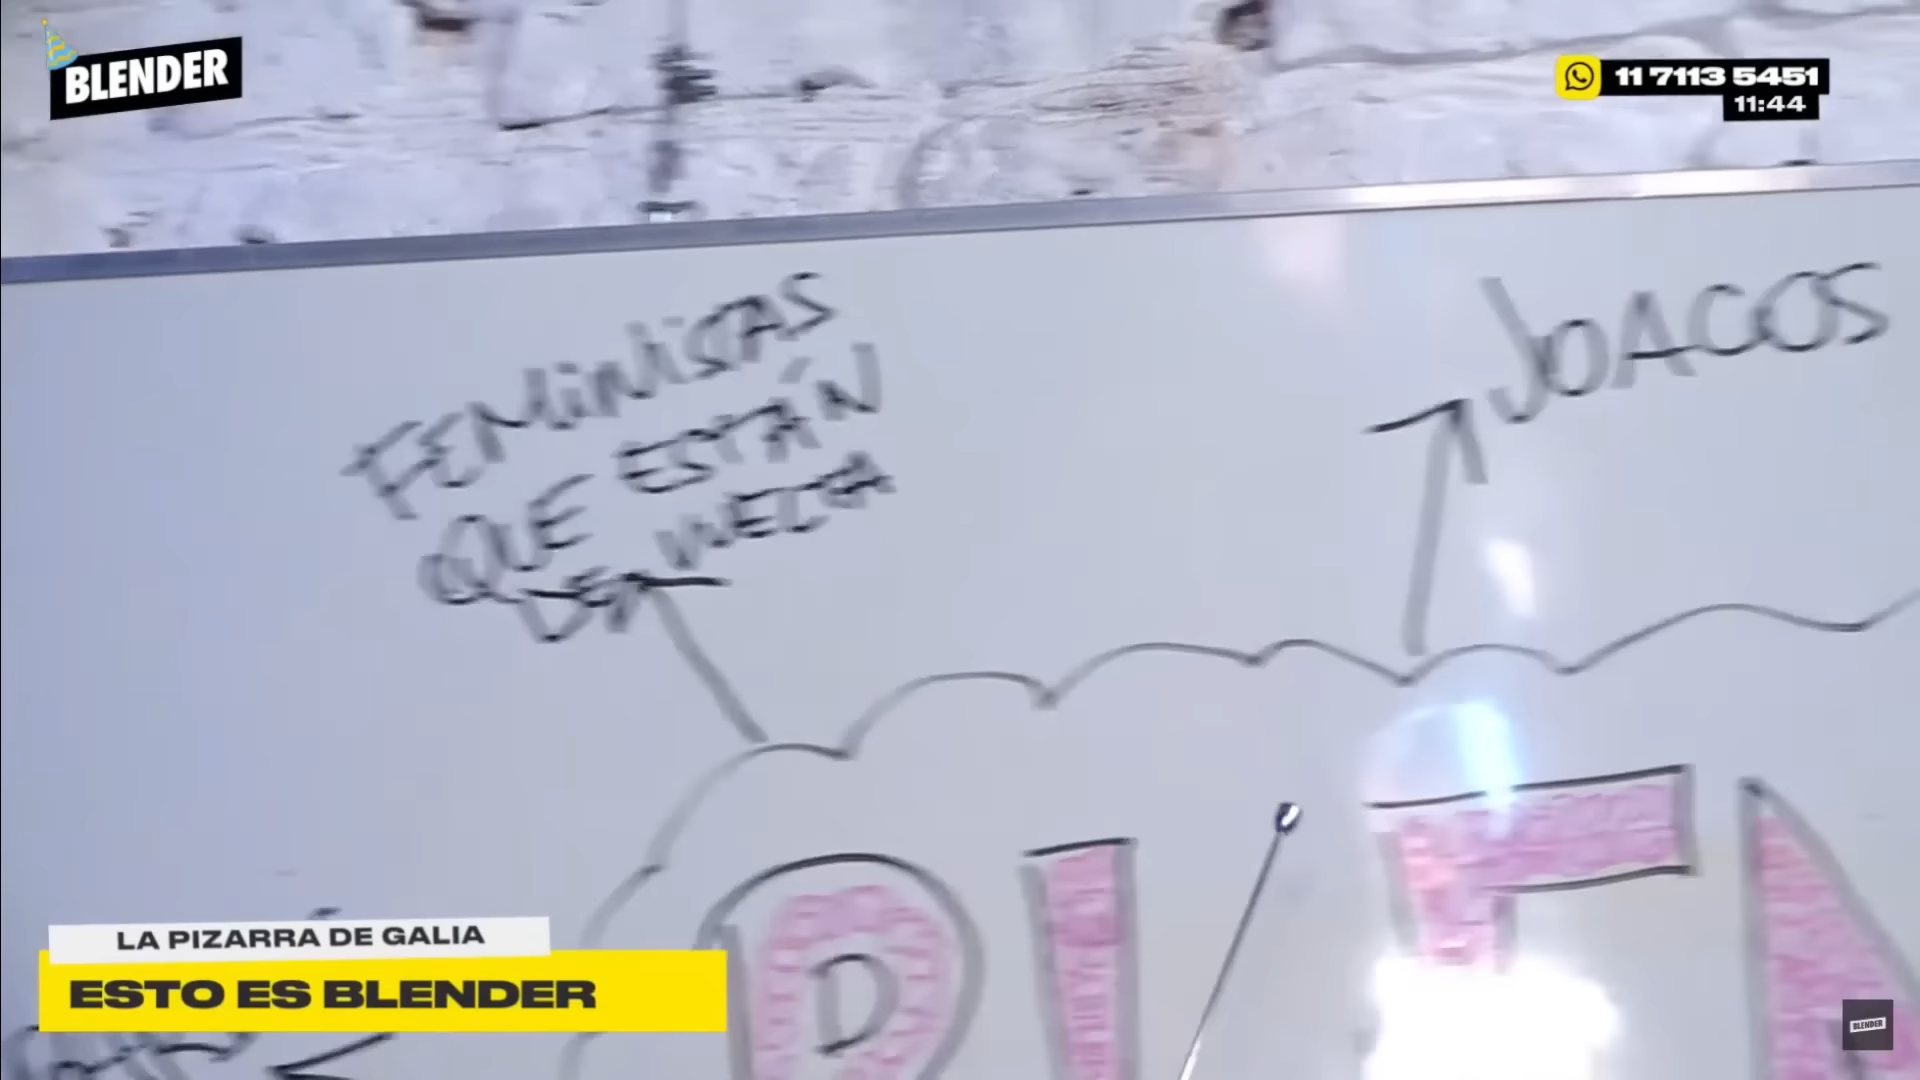 BLENDER
11 7113 5451
11:44
FEMINISTAS
QUE ESTÁN
DE VUELTA
JOACOS
D
LA PIZARRA DE GALIA
ESTO ES BLENDER
BLENDER